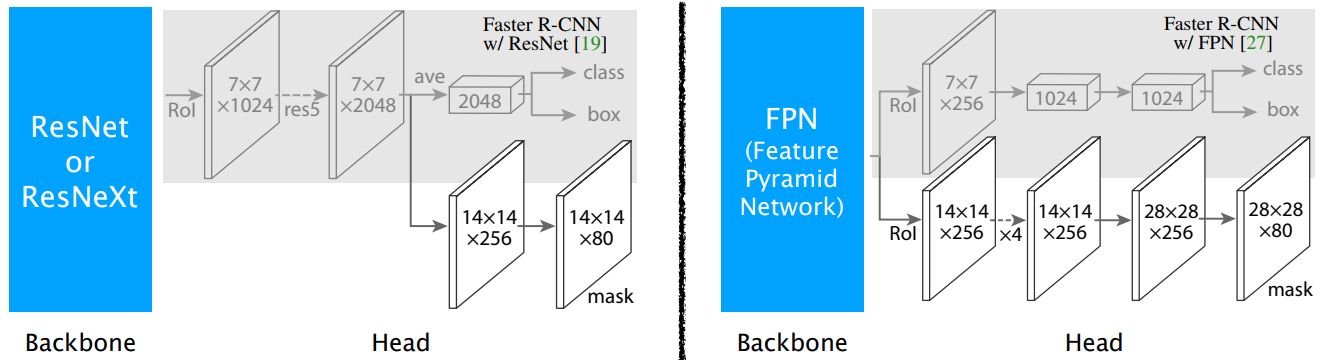 Faster R-CNN
w/ ResNet [19]
ResNet
or
ResNeXt
RoI
7×7
×1024
res5
7×7
×2048
ave
2048
class
box
14×14
×256
14×14
×80
mask
Backbone
Head
Faster R-CNN
w/ FPN [27]
FPN
(Feature
Pyramid
Network)
RoI
7×7
×256
1024
1024
class
box
RoI
14×14
×256
×4
14×14
×256
28×28
×256
28×28
×80
mask
Backbone
Head